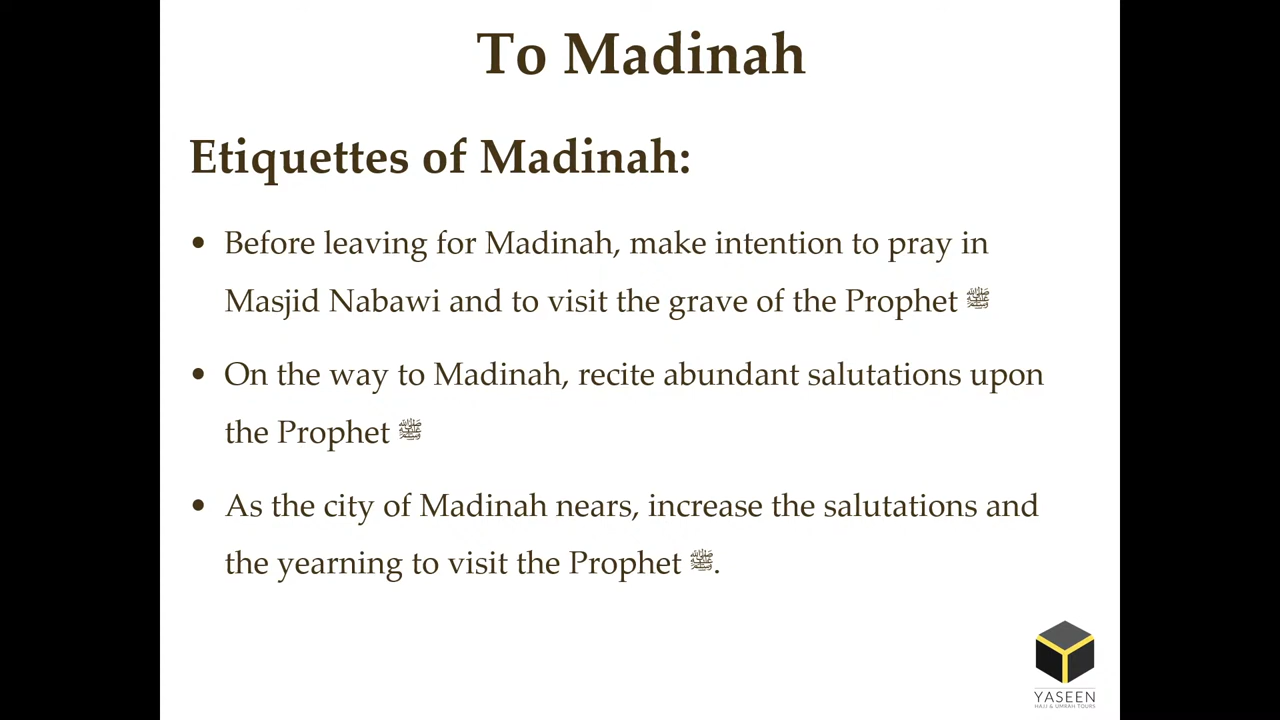 To Madinah
Etiquettes of Madinah:
• Before leaving for Madinah, make intention to pray in
Masjid Nabawi and to visit the grave of the Prophet ﷺ
• On the way to Madinah, recite abundant salutations upon
the Prophet ﷺ
• As the city of Madinah nears, increase the salutations and
the yearning to visit the Prophet ﷺ.
YASEEN
HAJJ & UMRAH TOURS